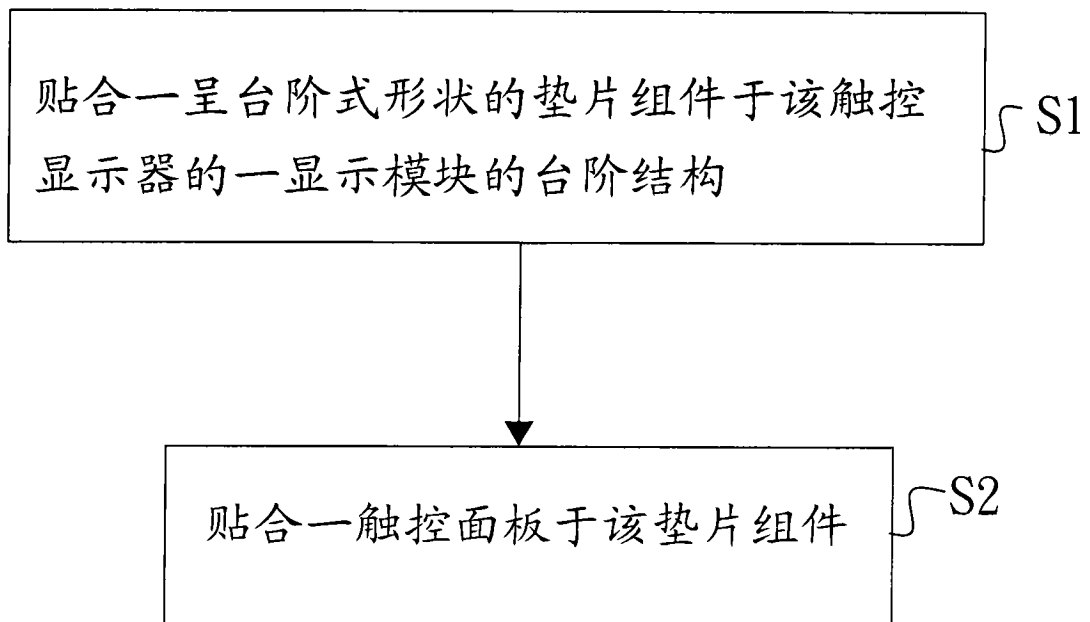 贴合一呈台阶式形状的垫片组件于该触控
显示器的一显示模块的台阶结构
S1
贴合一触控面板于该垫片组件
S2